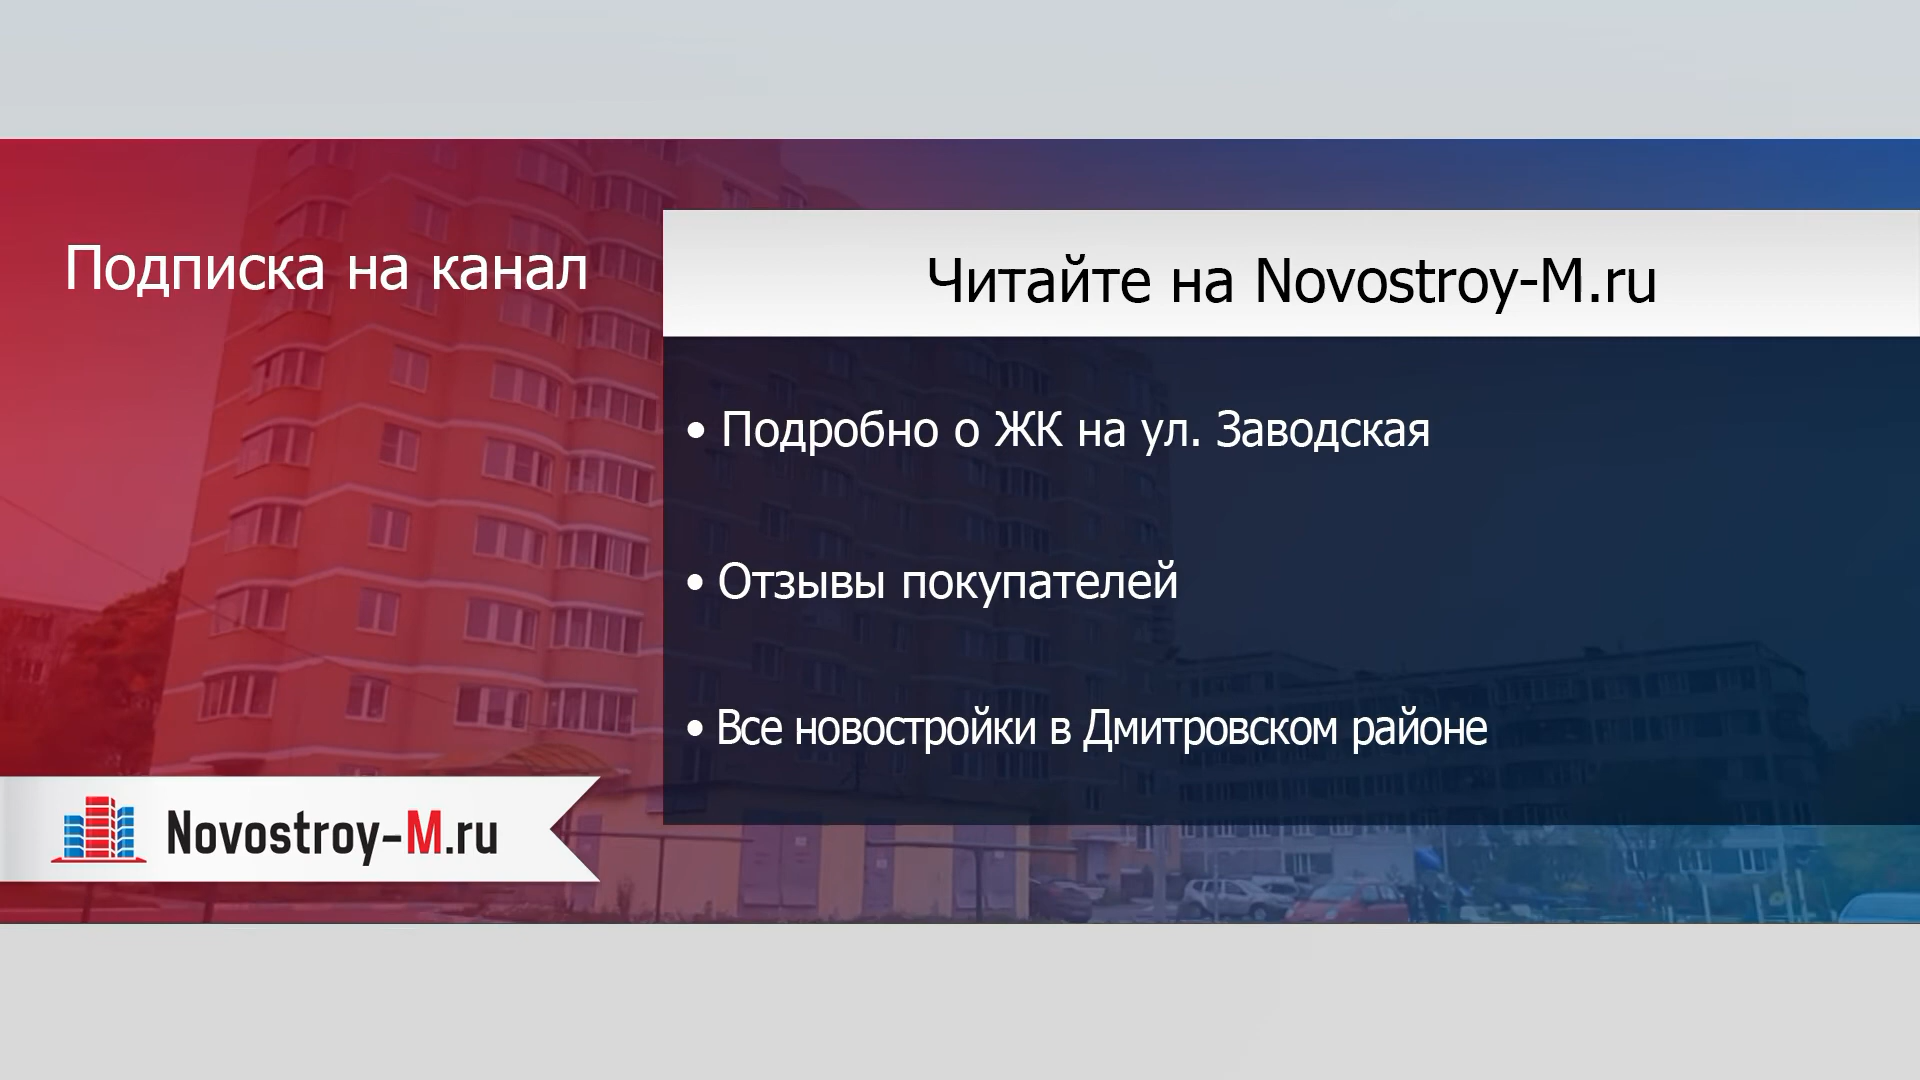 Подписка на канал
Читайте на Novostroy-M.ru
• Подробно о ЖК на ул. Заводская
• Отзывы покупателей
• Все новостройки в Дмитровском районе
Novostroy-M.ru